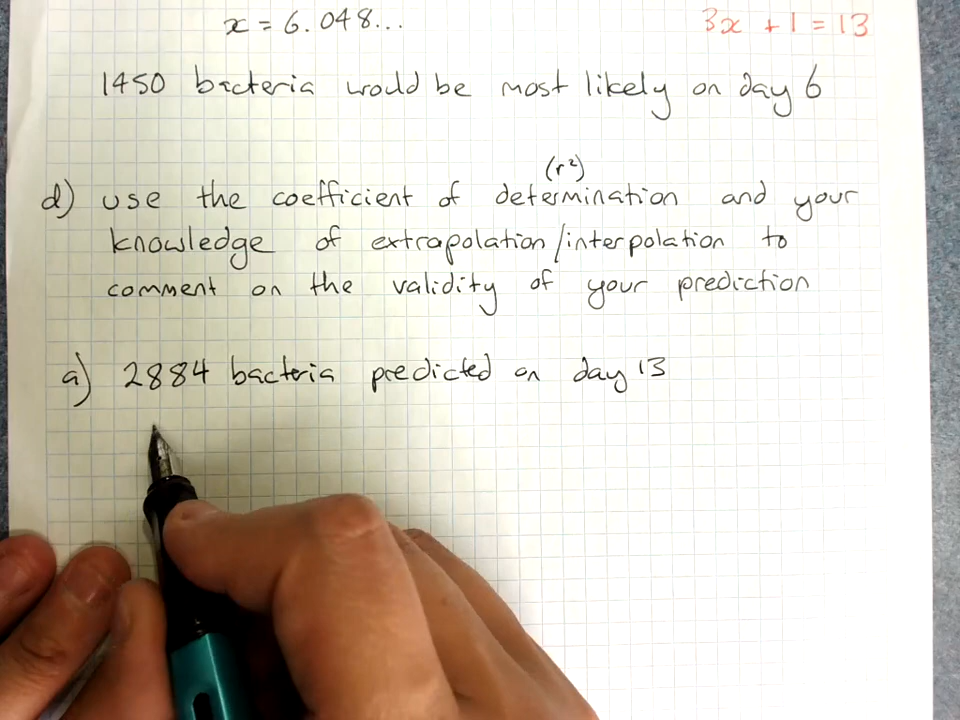 x = 6.048... 3x + 1 = 13
1450 bacteria would be most likely on day 6
(r²)
d) use the coefficient of determination and your
knowledge of extrapolation/interpolation to
comment on the validity of your prediction
a) 2884 bacteria predicted on day 13